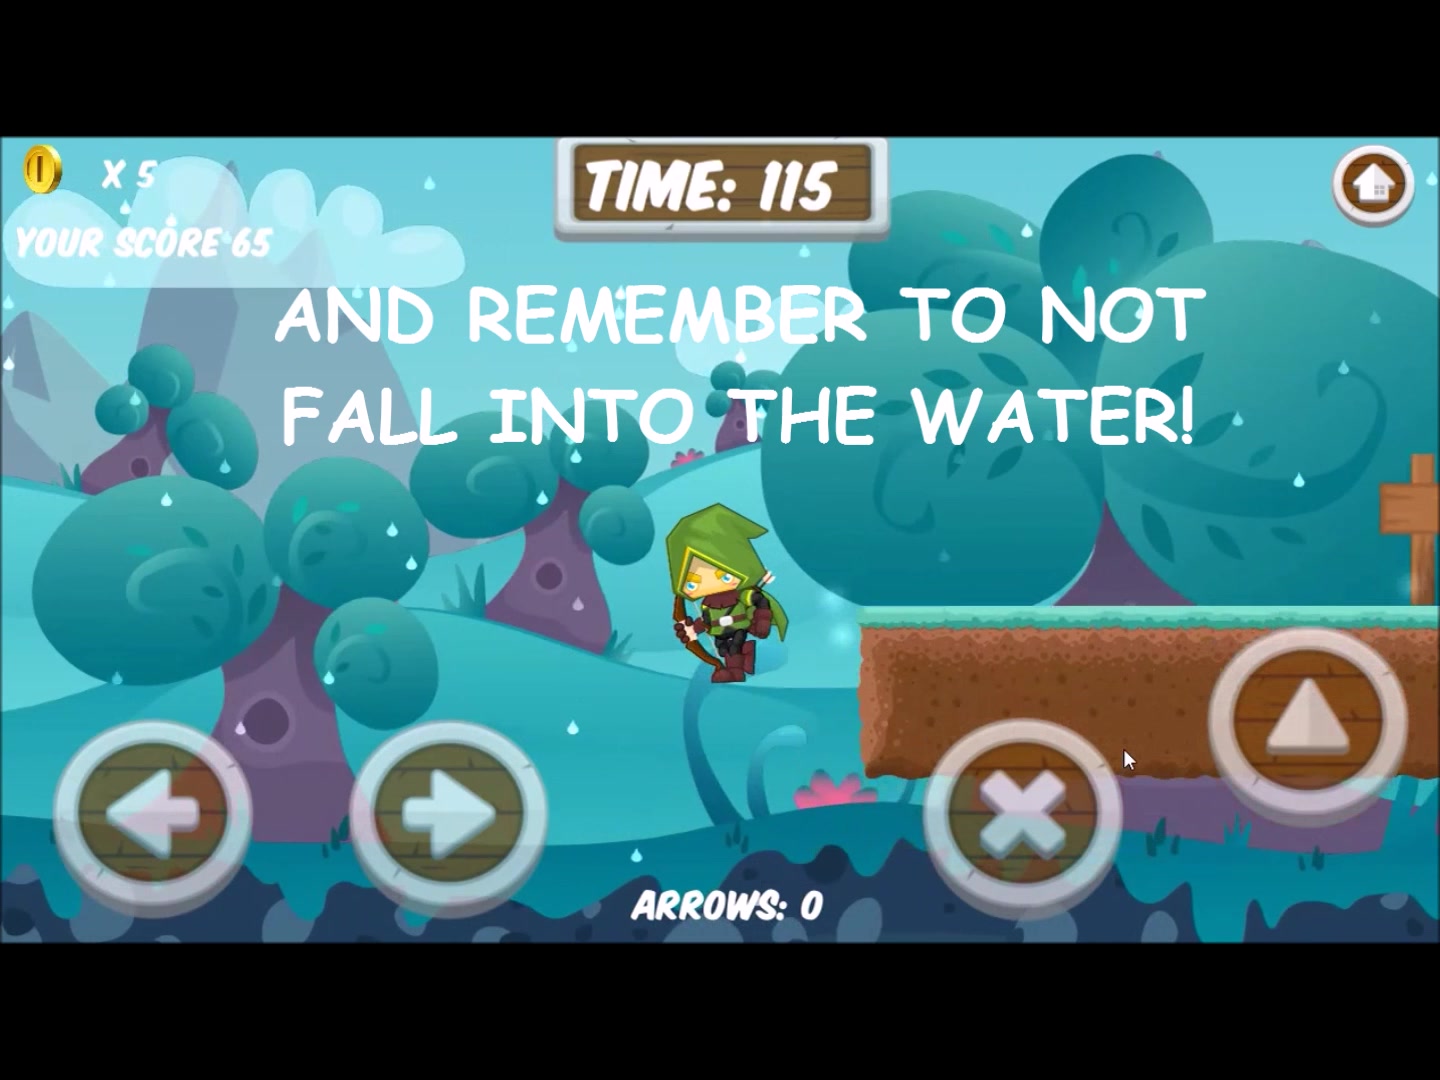 X 5
TIME: 115
YOUR SCORE 65
AND REMEMBER TO NOT
FALL INTO THE WATER!
ARROWS: 0